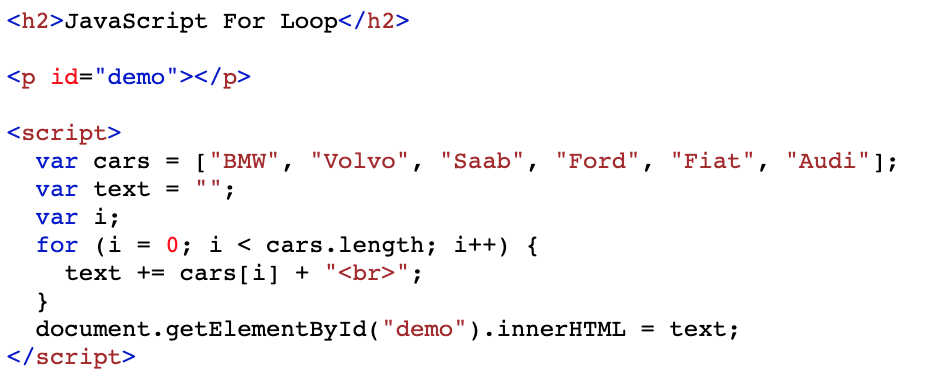 <h2>JavaScript For Loop</h2>
<p id="demo"></p>
<script>
var cars = ["BMW", "Volvo", "Saab", "Ford", "Fiat", "Audi"];
var text = "";
var i;
for (i = 0; i < cars.length; i++) {
text += cars[i] + "<br>";
}
document.getElementById("demo").innerHTML = text;
</script>